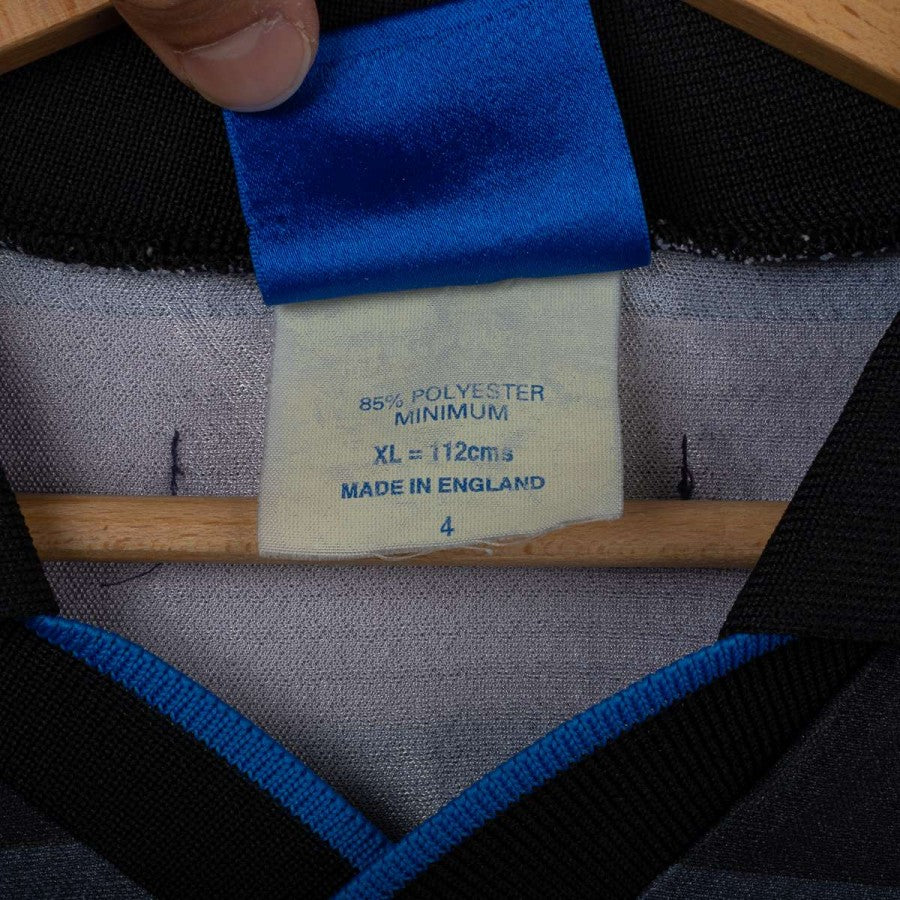 85% POLYESTER
MINIMUM
XL = 112cms
MADE IN ENGLAND
4